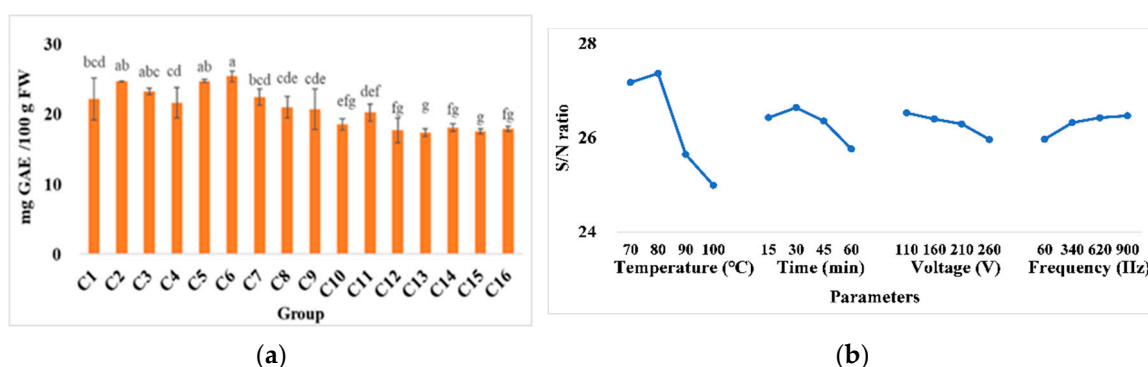 30
20
10
0
mg GAE /100 g FW
bcd
ab
abc
cd
ab
a
bcd
cde
cde
efg
def
fg
g
fg
g
fg
C1
C2
C3
C4
C5
C6
C7
C8
C9
C10
C11
C12
C13
C14
C15
C16
Group
(a)
28
26
24
S/N ratio
70 80 90 100 15 30 45 60 110 160 210 260 60 340 620 900
Temperature (°C) Time (min) Voltage (V) Frequency (Hz)
Parameters
(b)